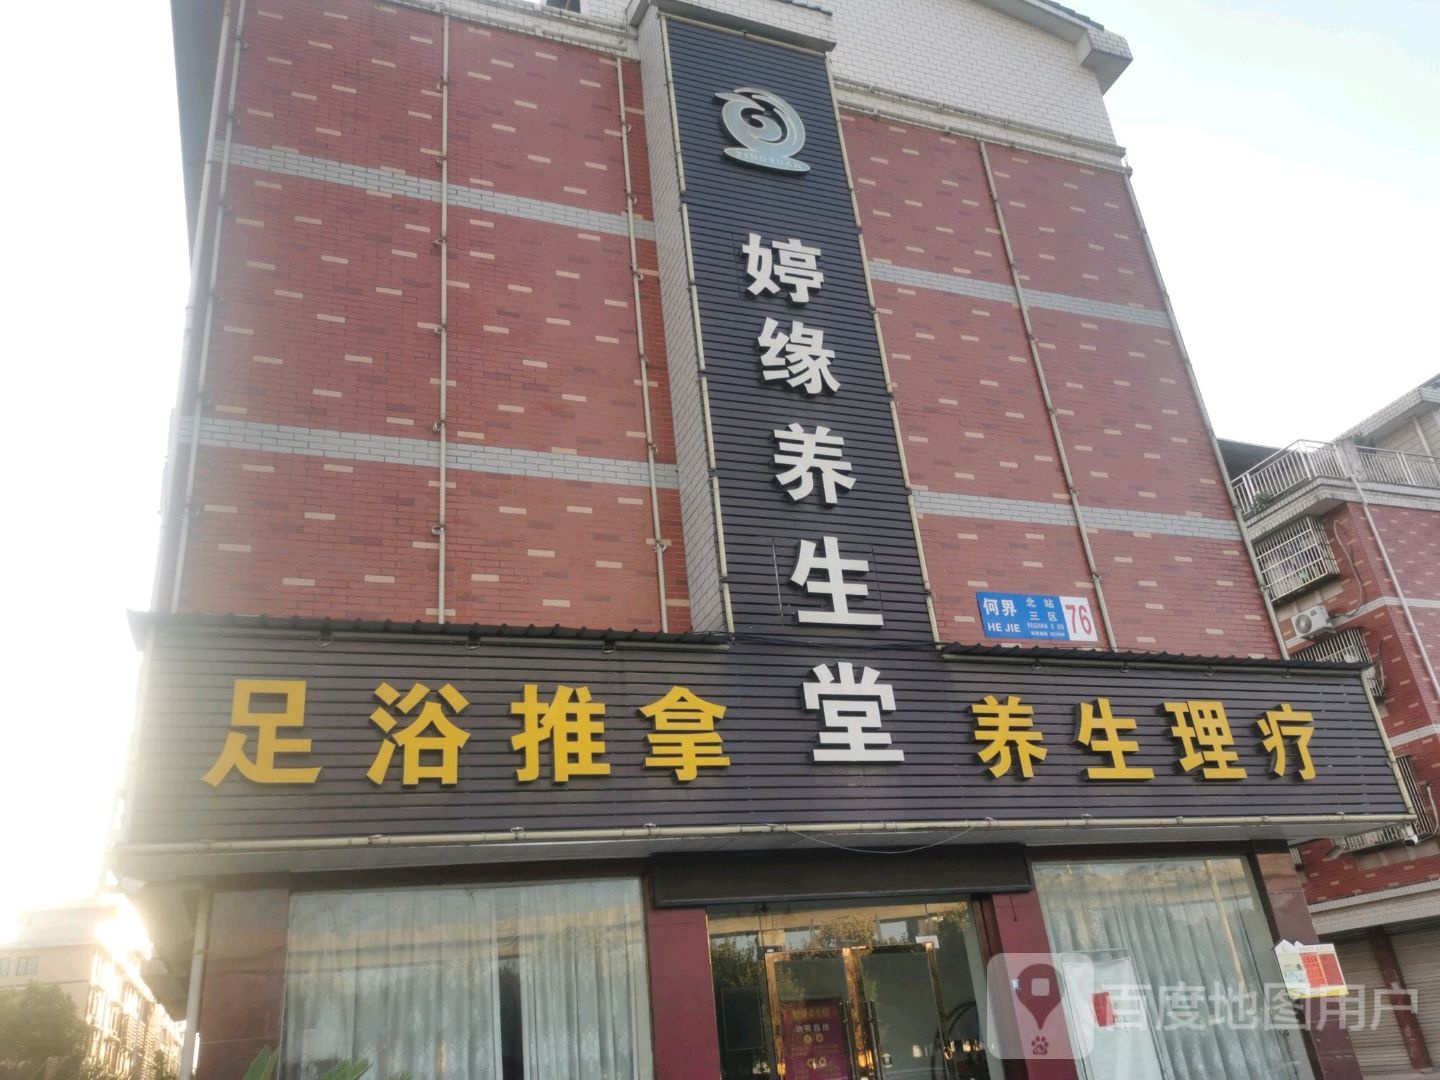 TINGYUAN
婷缘养生堂
何界 北站三区 76
HE JIE
足浴推拿 养生理疗
百度地图用户